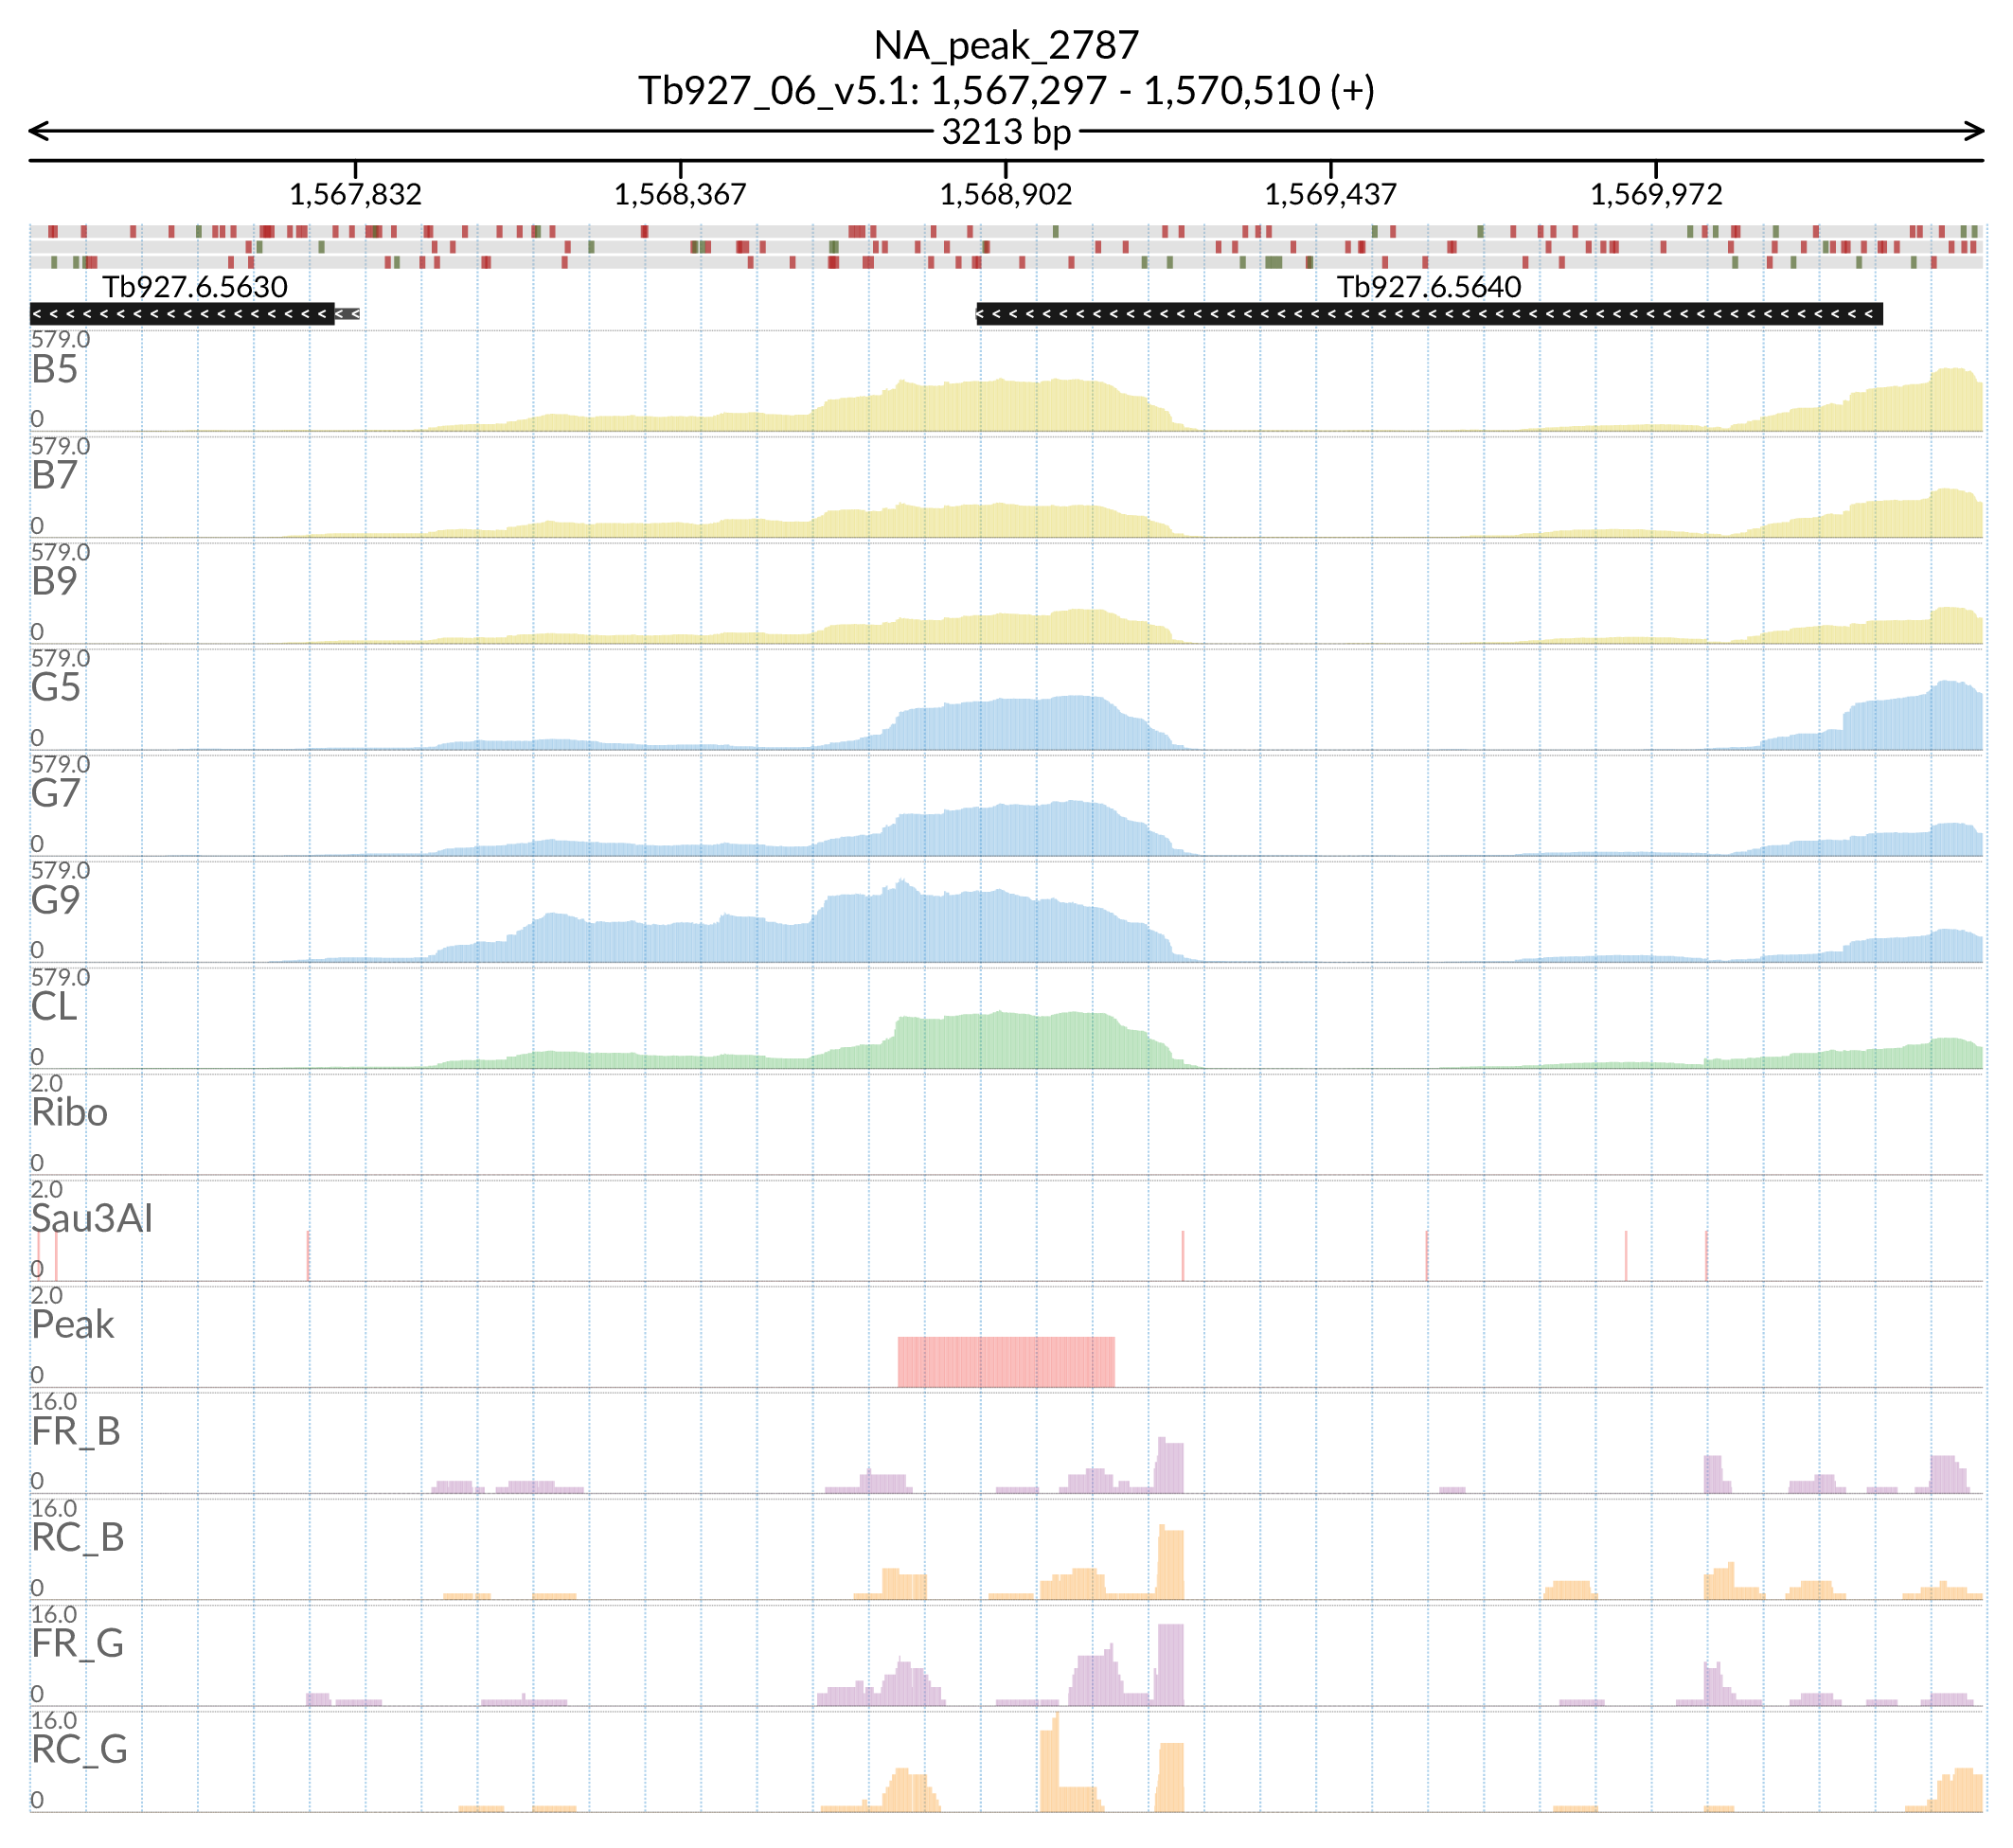 NA_peak_2787
Tb927_06_v5.1: 1,567,297 - 1,570,510 (+)
3213 bp
1,567,832 1,568,367 1,568,902 1,569,437 1,569,972
Tb927.6.5630 Tb927.6.5640
579.0
B5
0
579.0
B7
0
579.0
B9
0
579.0
G5
0
579.0
G7
0
579.0
G9
0
579.0
CL
0
2.0
Ribo
0
2.0
Sau3AI
0
2.0
Peak
0
16.0
FR_B
0
16.0
RC_B
0
16.0
FR_G
0
16.0
RC_G
0